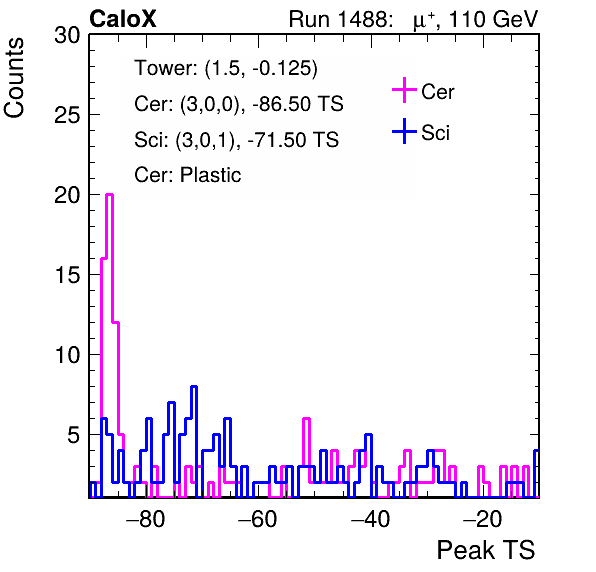 CaloX
Run 1488: μ⁺, 110 GeV
Counts
Tower: (1.5, -0.125)
Cer: (3,0,0), -86.50 TS
Sci: (3,0,1), -71.50 TS
Cer: Plastic
Cer
Sci
30
25
20
15
10
5
−80 −60 −40 −20
Peak TS